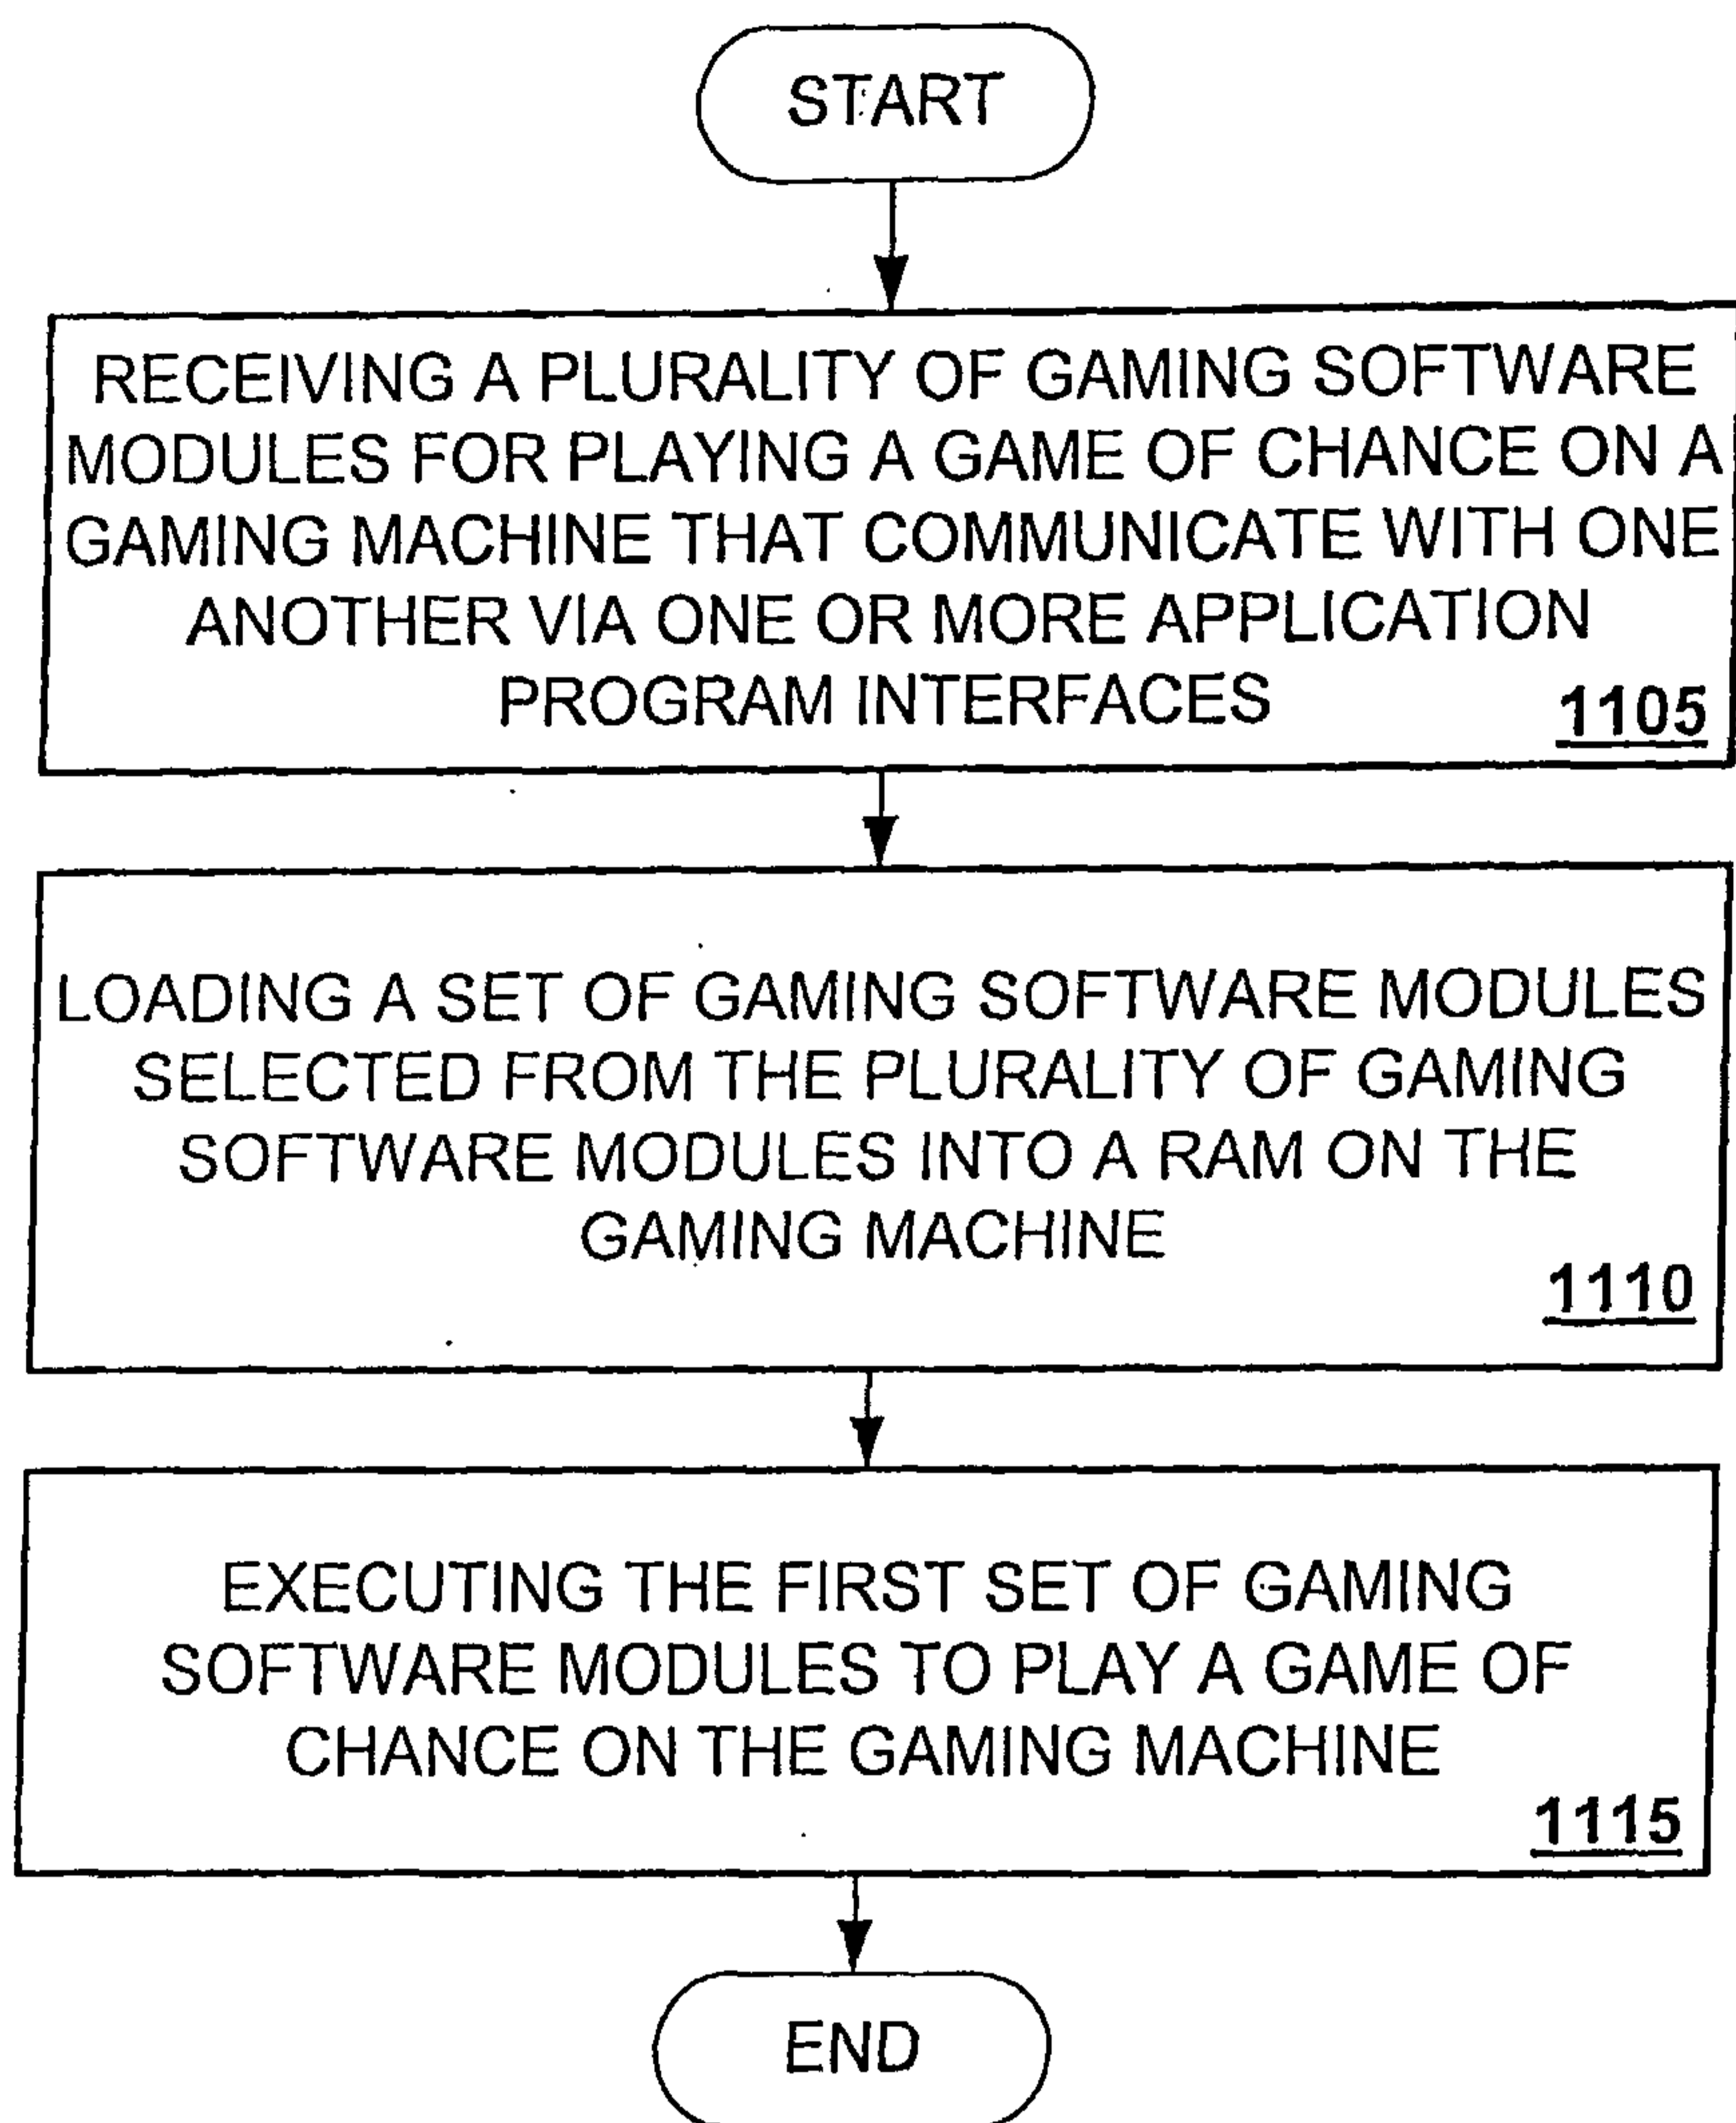 START
RECEIVING A PLURALITY OF GAMING SOFTWARE
MODULES FOR PLAYING A GAME OF CHANCE ON A
GAMING MACHINE THAT COMMUNICATE WITH ONE
ANOTHER VIA ONE OR MORE APPLICATION
PROGRAM INTERFACES
1105
LOADING A SET OF GAMING SOFTWARE MODULES
SELECTED FROM THE PLURALITY OF GAMING
SOFTWARE MODULES INTO A RAM ON THE
GAMING MACHINE
1110
EXECUTING THE FIRST SET OF GAMING
SOFTWARE MODULES TO PLAY A GAME OF
CHANCE ON THE GAMING MACHINE
1115
END